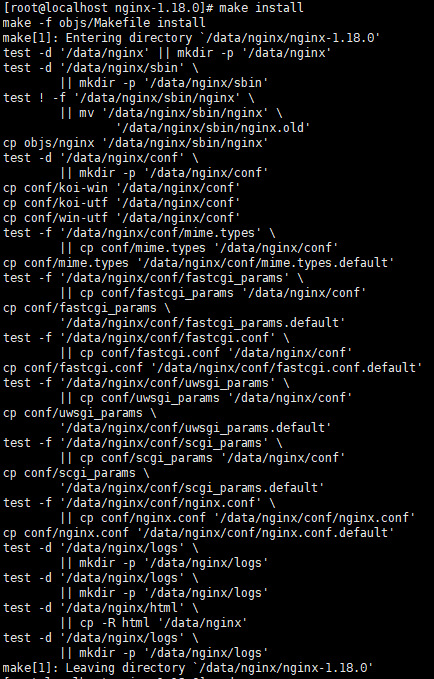 [root@localhost nginx-1.18.0]# make install
make -f objs/Makefile install
make[1]: Entering directory `/data/nginx/nginx-1.18.0'
test -d '/data/nginx' || mkdir -p '/data/nginx'
test -d '/data/nginx/sbin' \
        || mkdir -p '/data/nginx/sbin'
test ! -f '/data/nginx/sbin/nginx' \
        || mv '/data/nginx/sbin/nginx' \
                '/data/nginx/sbin/nginx.old'
cp objs/nginx '/data/nginx/sbin/nginx'
test -d '/data/nginx/conf' \
        || mkdir -p '/data/nginx/conf'
cp conf/koi-win '/data/nginx/conf'
cp conf/koi-utf '/data/nginx/conf'
cp conf/win-utf '/data/nginx/conf'
test -f '/data/nginx/conf/mime.types' \
        || cp conf/mime.types '/data/nginx/conf'
cp conf/mime.types '/data/nginx/conf/mime.types.default'
test -f '/data/nginx/conf/fastcgi_params' \
        || cp conf/fastcgi_params '/data/nginx/conf'
cp conf/fastcgi_params \
        '/data/nginx/conf/fastcgi_params.default'
test -f '/data/nginx/conf/fastcgi.conf' \
        || cp conf/fastcgi.conf '/data/nginx/conf'
cp conf/fastcgi.conf '/data/nginx/conf/fastcgi.conf.default'
test -f '/data/nginx/conf/uwsgi_params' \
        || cp conf/uwsgi_params '/data/nginx/conf'
cp conf/uwsgi_params \
        '/data/nginx/conf/uwsgi_params.default'
test -f '/data/nginx/conf/scgi_params' \
        || cp conf/scgi_params '/data/nginx/conf'
cp conf/scgi_params \
        '/data/nginx/conf/scgi_params.default'
test -f '/data/nginx/conf/nginx.conf' \
        || cp conf/nginx.conf '/data/nginx/conf/nginx.conf'
cp conf/nginx.conf '/data/nginx/conf/nginx.conf.default'
test -d '/data/nginx/logs' \
        || mkdir -p '/data/nginx/logs'
test -d '/data/nginx/logs' \
        || mkdir -p '/data/nginx/logs'
test -d '/data/nginx/html' \
        || cp -R html '/data/nginx'
test -d '/data/nginx/logs' \
        || mkdir -p '/data/nginx/logs'
make[1]: Leaving directory `/data/nginx/nginx-1.18.0'